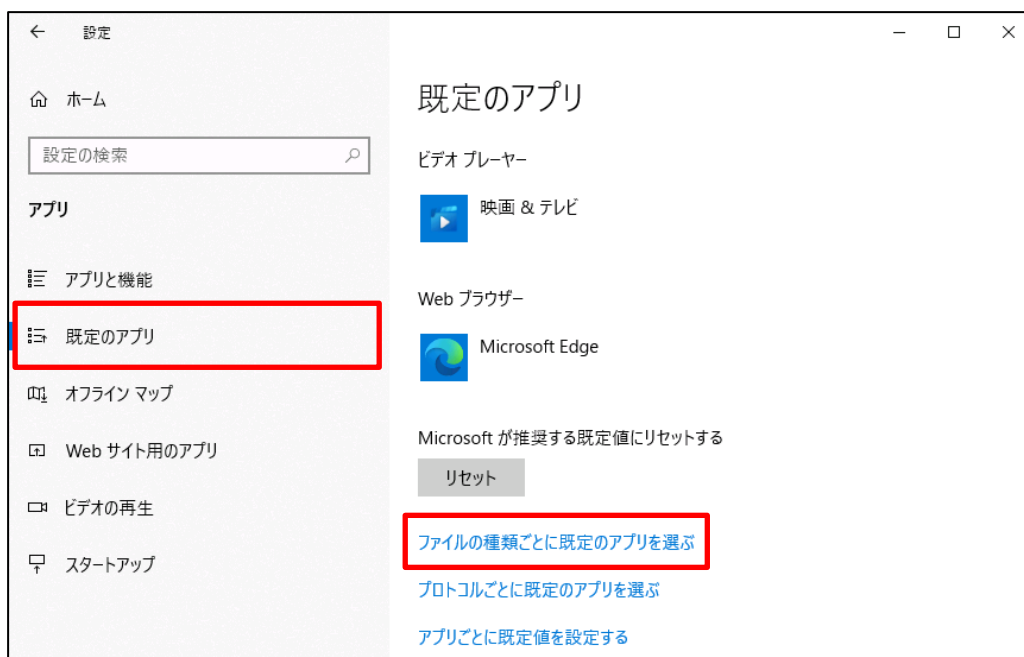 設定
ホーム
設定の検索
アプリ
アプリと機能
既定のアプリ
オフライン マップ
Web サイト用のアプリ
ビデオの再生
スタートアップ
既定のアプリ
ビデオ プレーヤー
映画 & テレビ
Web ブラウザー
Microsoft Edge
Microsoft が推奨する既定値にリセットする
リセット
ファイルの種類ごとに既定のアプリを選ぶ
プロトコルごとに既定のアプリを選ぶ
アプリごとに既定値を設定する